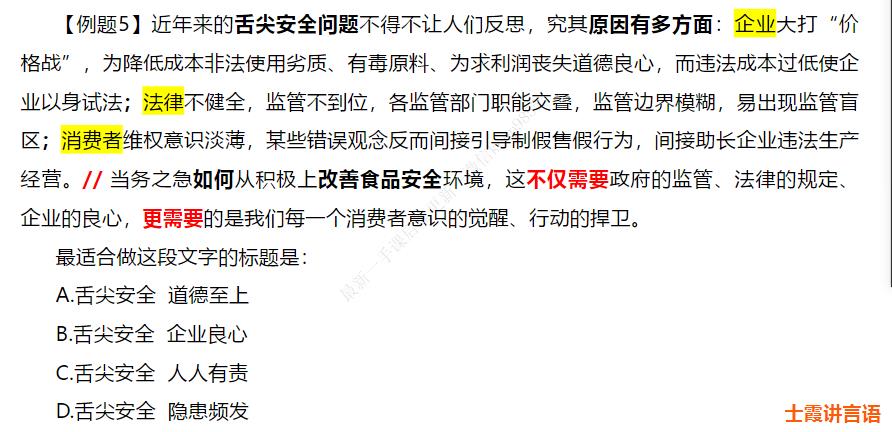 【例题5】近年来的舌尖安全问题不得不让人们反思，究其原因有多方面：企业大打“价
格战”，为降低成本非法使用劣质、有毒原料、为求利润丧失道德良心，而违法成本过低使企
业以身试法；法律不健全，监管不到位，各监管部门职能交叠，监管边界模糊，易出现监管盲
区；消费者维权意识淡薄，某些错误观念反而间接引导制假售假行为，间接助长企业违法生产
经营。// 当务之急如何从积极上改善食品安全环境，这不仅需要政府的监管、法律的规定、
企业的良心，更需要的是我们每一个消费者意识的觉醒、行动的捍卫。
最适合做这段文字的标题是：
A.舌尖安全 道德至上
B.舌尖安全 企业良心
C.舌尖安全 人人有责
D.舌尖安全 隐患频发
士霞讲言语